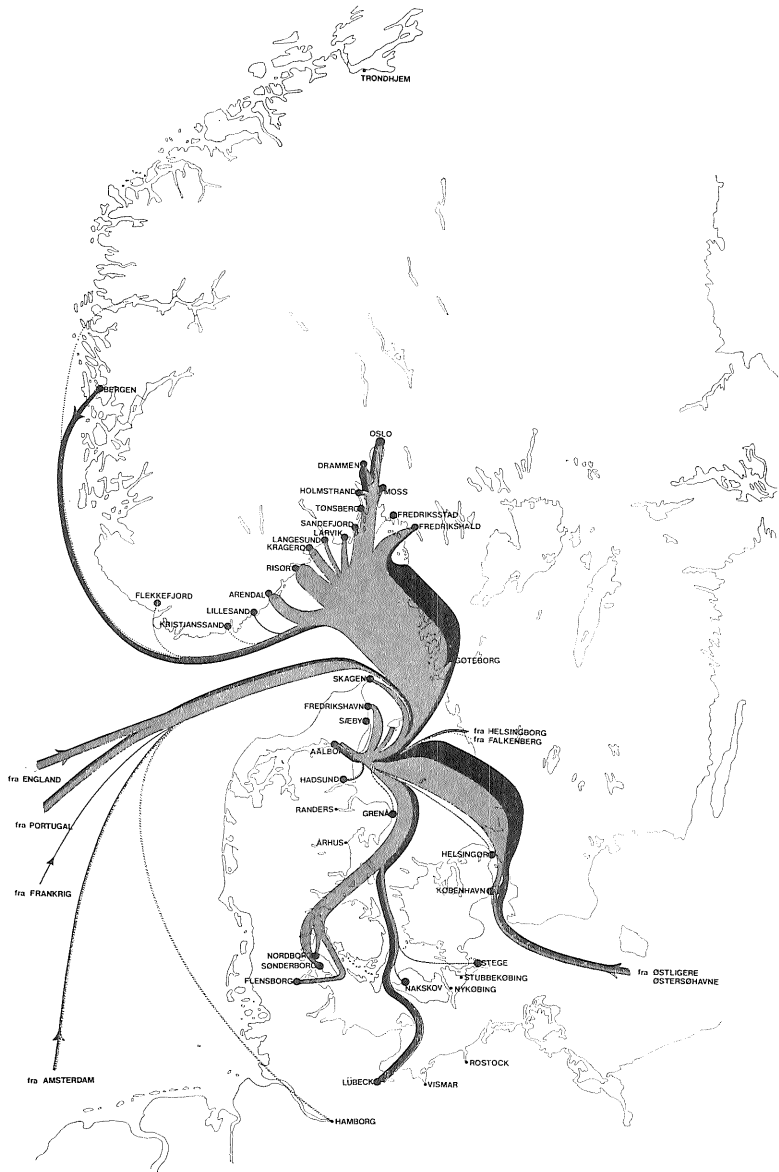 TRONDHJEM
BERGEN
OSLO
DRAMMEN
HOLMSTRAND
MOSS
TØNSBERG
FREDRIKSSTAD
SANDEFJORD
FREDRIKSHALD
LARVIK
LANGESUND
KRAGERØ
RISØR
ARENDAL
FLEKKEFJORD
LILLESAND
KRISTIANSSAND
GØTEBORG
SKAGEN
FREDRIKSHAVN
SÆBY
fra HELSINGBORG
fra FALKENBERG
AALBORG
fra ENGLAND
HADSUND
RANDERS
GRENÅ
fra PORTUGAL
ÅRHUS
HELSINGØR
fra FRANKRIG
KØBENHAVN
NORDBORG
STEGE
SØNDERBORG
fra ØSTLIGERE
ØSTERSØHAVNE
STUBBEKØBING
FLENSBORG
NAKSKOV
NYKØBING
ROSTOCK
fra AMSTERDAM
LÜBECK
VISMAR
HAMBORG